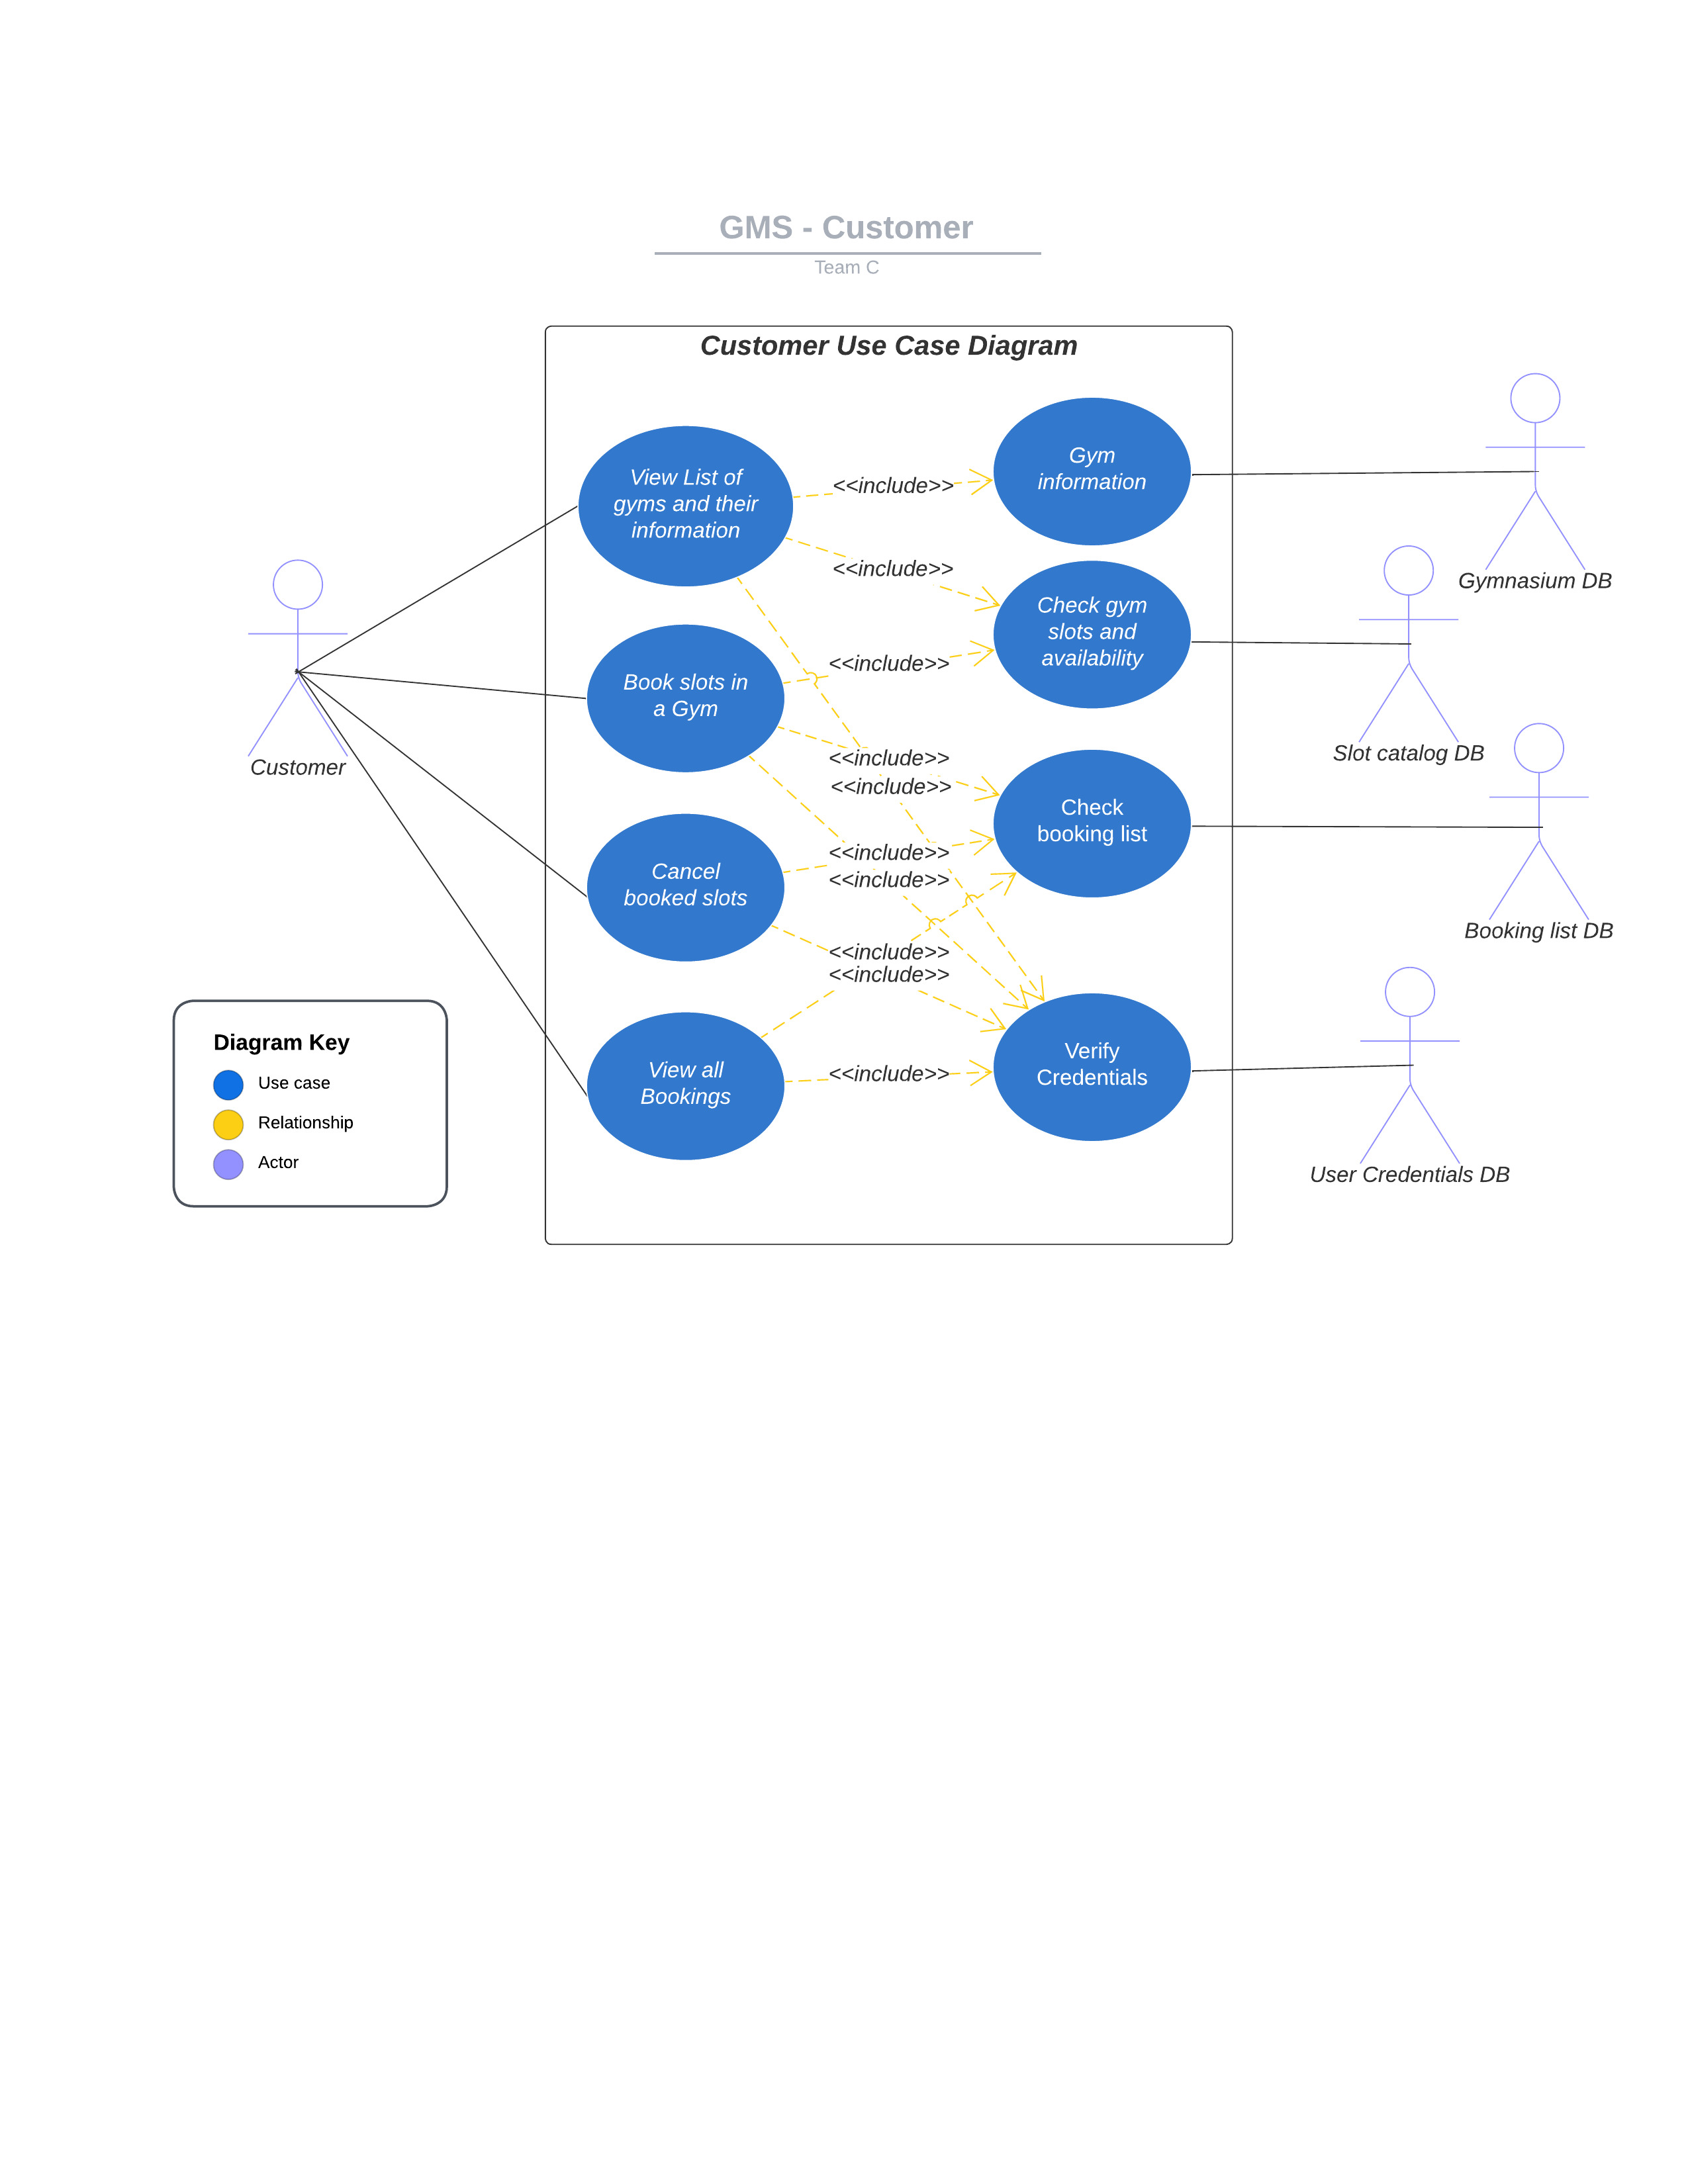 GMS - Customer
Team C
Customer Use Case Diagram
View List of
gyms and their
information
Book slots in
a Gym
Cancel
booked slots
View all
Bookings
<<include>>
<<include>>
<<include>>
<<include>>
<<include>>
<<include>>
<<include>>
<<include>>
<<include>>
<<include>>
Gym
information
Check gym
slots and
availability
Check
booking list
Verify
Credentials
Customer
Gymnasium DB
Slot catalog DB
Booking list DB
User Credentials DB
Diagram Key
Use case
Relationship
Actor